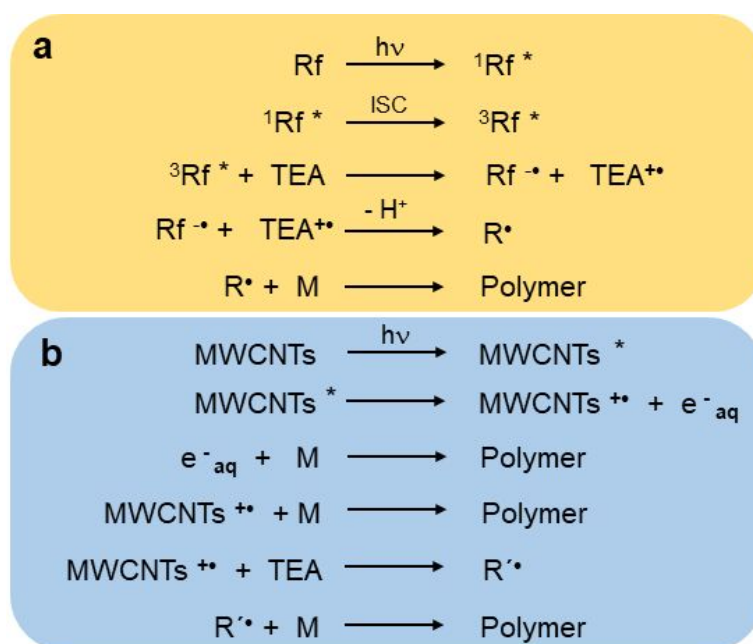 a
Rf hν → ¹Rf *
¹Rf * ISC → ³Rf *
³Rf * + TEA → Rf ⁻• + TEA⁺•
Rf ⁻• + TEA⁺• - H⁺ → R•
R• + M → Polymer
b
MWCNTs hν → MWCNTs *
MWCNTs * → MWCNTs ⁺• + e ⁻aq
e ⁻aq + M → Polymer
MWCNTs ⁺• + M → Polymer
MWCNTs ⁺• + TEA → R´•
R´• + M → Polymer